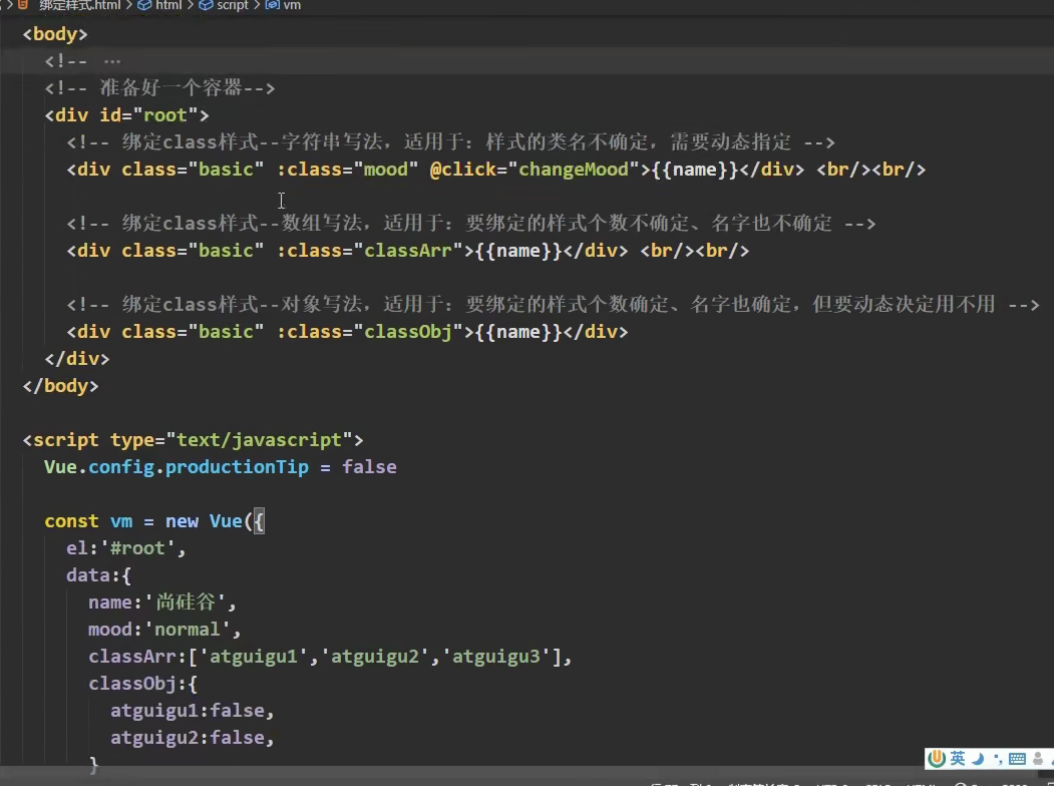 绑定样式.html > html > script > vm
<body>
<!-- ...
<!-- 准备好一个容器-->
<div id="root">
<!-- 绑定class样式--字符串写法，适用于：样式的类名不确定，需要动态指定 -->
<div class="basic" :class="mood" @click="changeMood">{{name}}</div> <br/><br/>
<!-- 绑定class样式--数组写法，适用于：要绑定的样式个数不确定、名字也不确定 -->
<div class="basic" :class="classArr">{{name}}</div> <br/><br/>
<!-- 绑定class样式--对象写法，适用于：要绑定的样式个数确定、名字也确定，但要动态决定用不用 -->
<div class="basic" :class="classObj">{{name}}</div>
</div>
</body>
<script type="text/javascript">
Vue.config.productionTip = false
const vm = new Vue({
el:'#root',
data:{
name:'尚硅谷',
mood:'normal',
classArr:['atguigu1','atguigu2','atguigu3'],
classObj:{
atguigu1:false,
atguigu2:false,
}
英